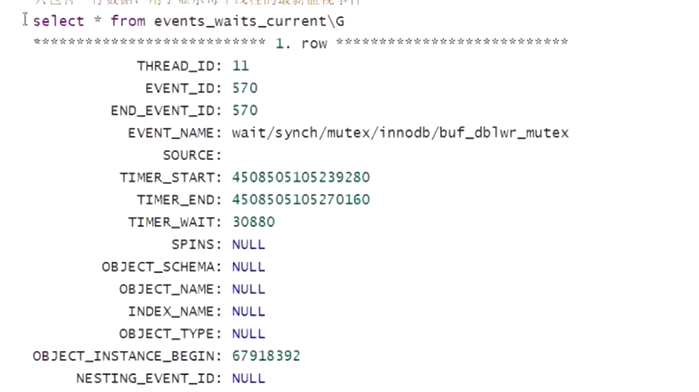 select * from events_waits_current\G
*************************** 1. row ***************************
THREAD_ID: 11
EVENT_ID: 570
END_EVENT_ID: 570
EVENT_NAME: wait/synch/mutex/innodb/buf_dblwr_mutex
SOURCE:
TIMER_START: 4508505105239280
TIMER_END: 4508505105270160
TIMER_WAIT: 30880
SPINS: NULL
OBJECT_SCHEMA: NULL
OBJECT_NAME: NULL
INDEX_NAME: NULL
OBJECT_TYPE: NULL
OBJECT_INSTANCE_BEGIN: 67918392
NESTING_EVENT_ID: NULL